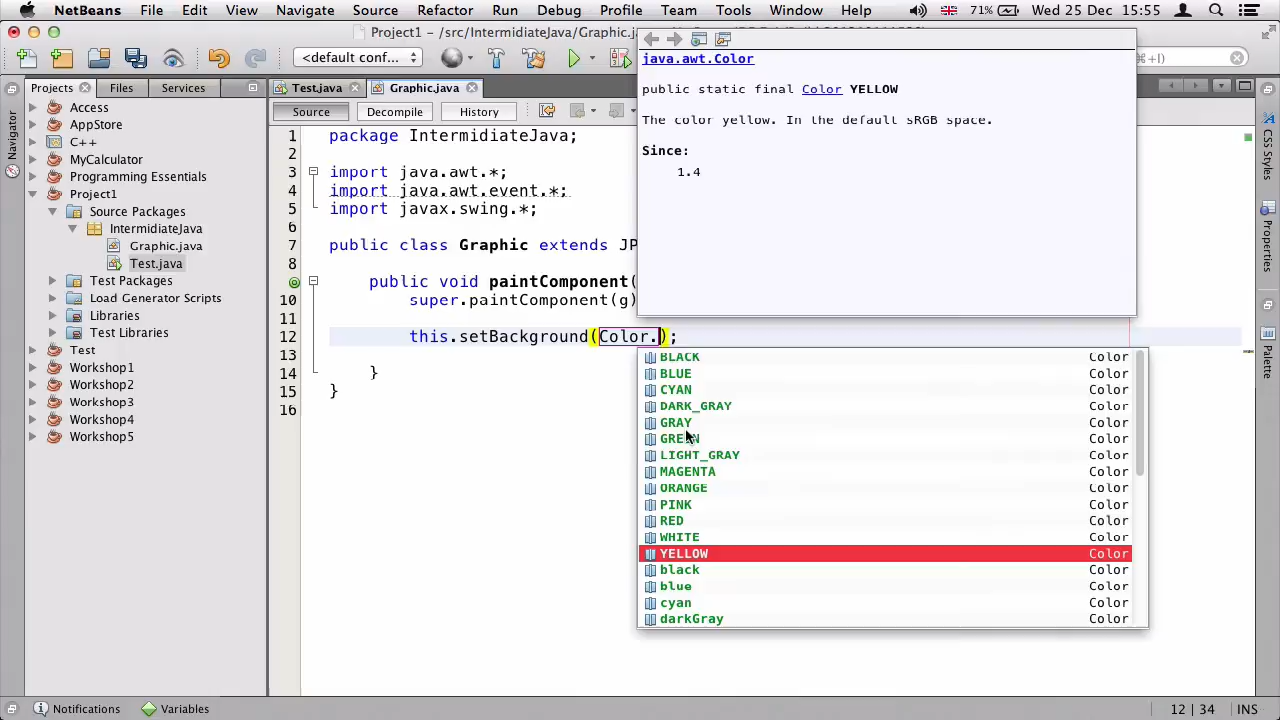 NetBeans File Edit View Navigate Source Refactor Run Debug Profile Team Tools Window Help 71% Wed 25 Dec 15:55
Project1 – /src/IntermidiateJava/Graphic.ja
<default conf...
⌘+I)
Projects Files Services
Test.java Graphic.java
Source Decompile History
Navigator
Access
AppStore
C++
MyCalculator
Programming Essentials
Project1
Source Packages
IntermidiateJava
Graphic.java
Test.java
Test Packages
Load Generator Scripts
Libraries
Test Libraries
Test
Workshop1
Workshop2
Workshop3
Workshop4
Workshop5
1 package IntermidiateJava;
2
3 import java.awt.*;
4 import java.awt.event.*;
5 import javax.swing.*;
6
7 public class Graphic extends JP
8
public void paintComponent(
10 super.paintComponent(g)
11
12 this.setBackground(Color.);
13
14 }
15 }
16
java.awt.Color
public static final Color YELLOW
The color yellow. In the default sRGB space.
Since:
1.4
BLACK Color
BLUE Color
CYAN Color
DARK_GRAY Color
GRAY Color
GREEN Color
LIGHT_GRAY Color
MAGENTA Color
ORANGE Color
PINK Color
RED Color
WHITE Color
YELLOW Color
black Color
blue Color
cyan Color
darkGray Color
CSS Styles
Properties
Palette
Notifications Variables 12 | 34 INS